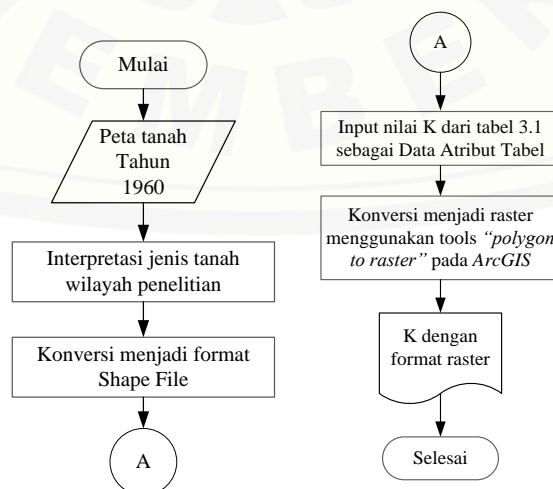 Mulai
Peta tanah
Tahun
1960
Interpretasi jenis tanah
wilayah penelitian
Konversi menjadi format
Shape File
A
A
Input nilai K dari tabel 3.1
sebagai Data Atribut Tabel
Konversi menjadi raster
menggunakan tools “polygon
to raster” pada ArcGIS
K dengan
format raster
Selesai